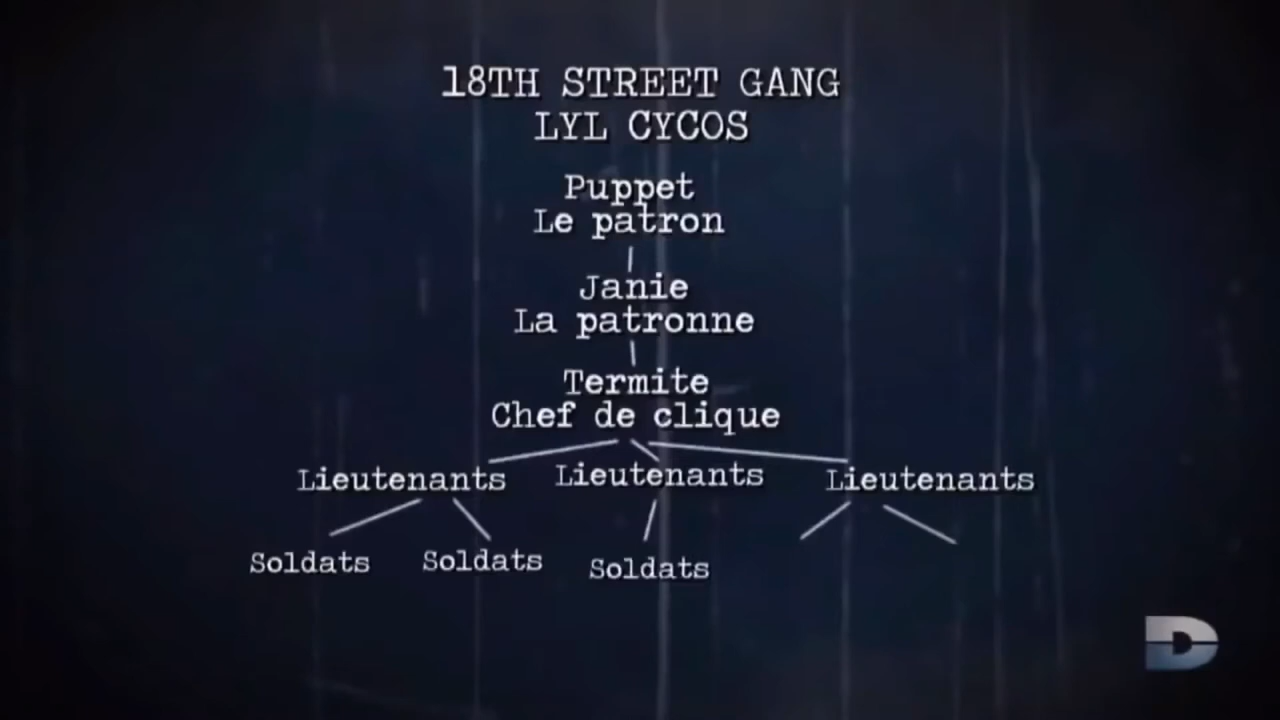 18TH STREET GANG
LYL CYCOS
Puppet
Le patron
Janie
La patronne
Termite
Chef de clique
Lieutenants Lieutenants Lieutenants
Soldats Soldats Soldats
D